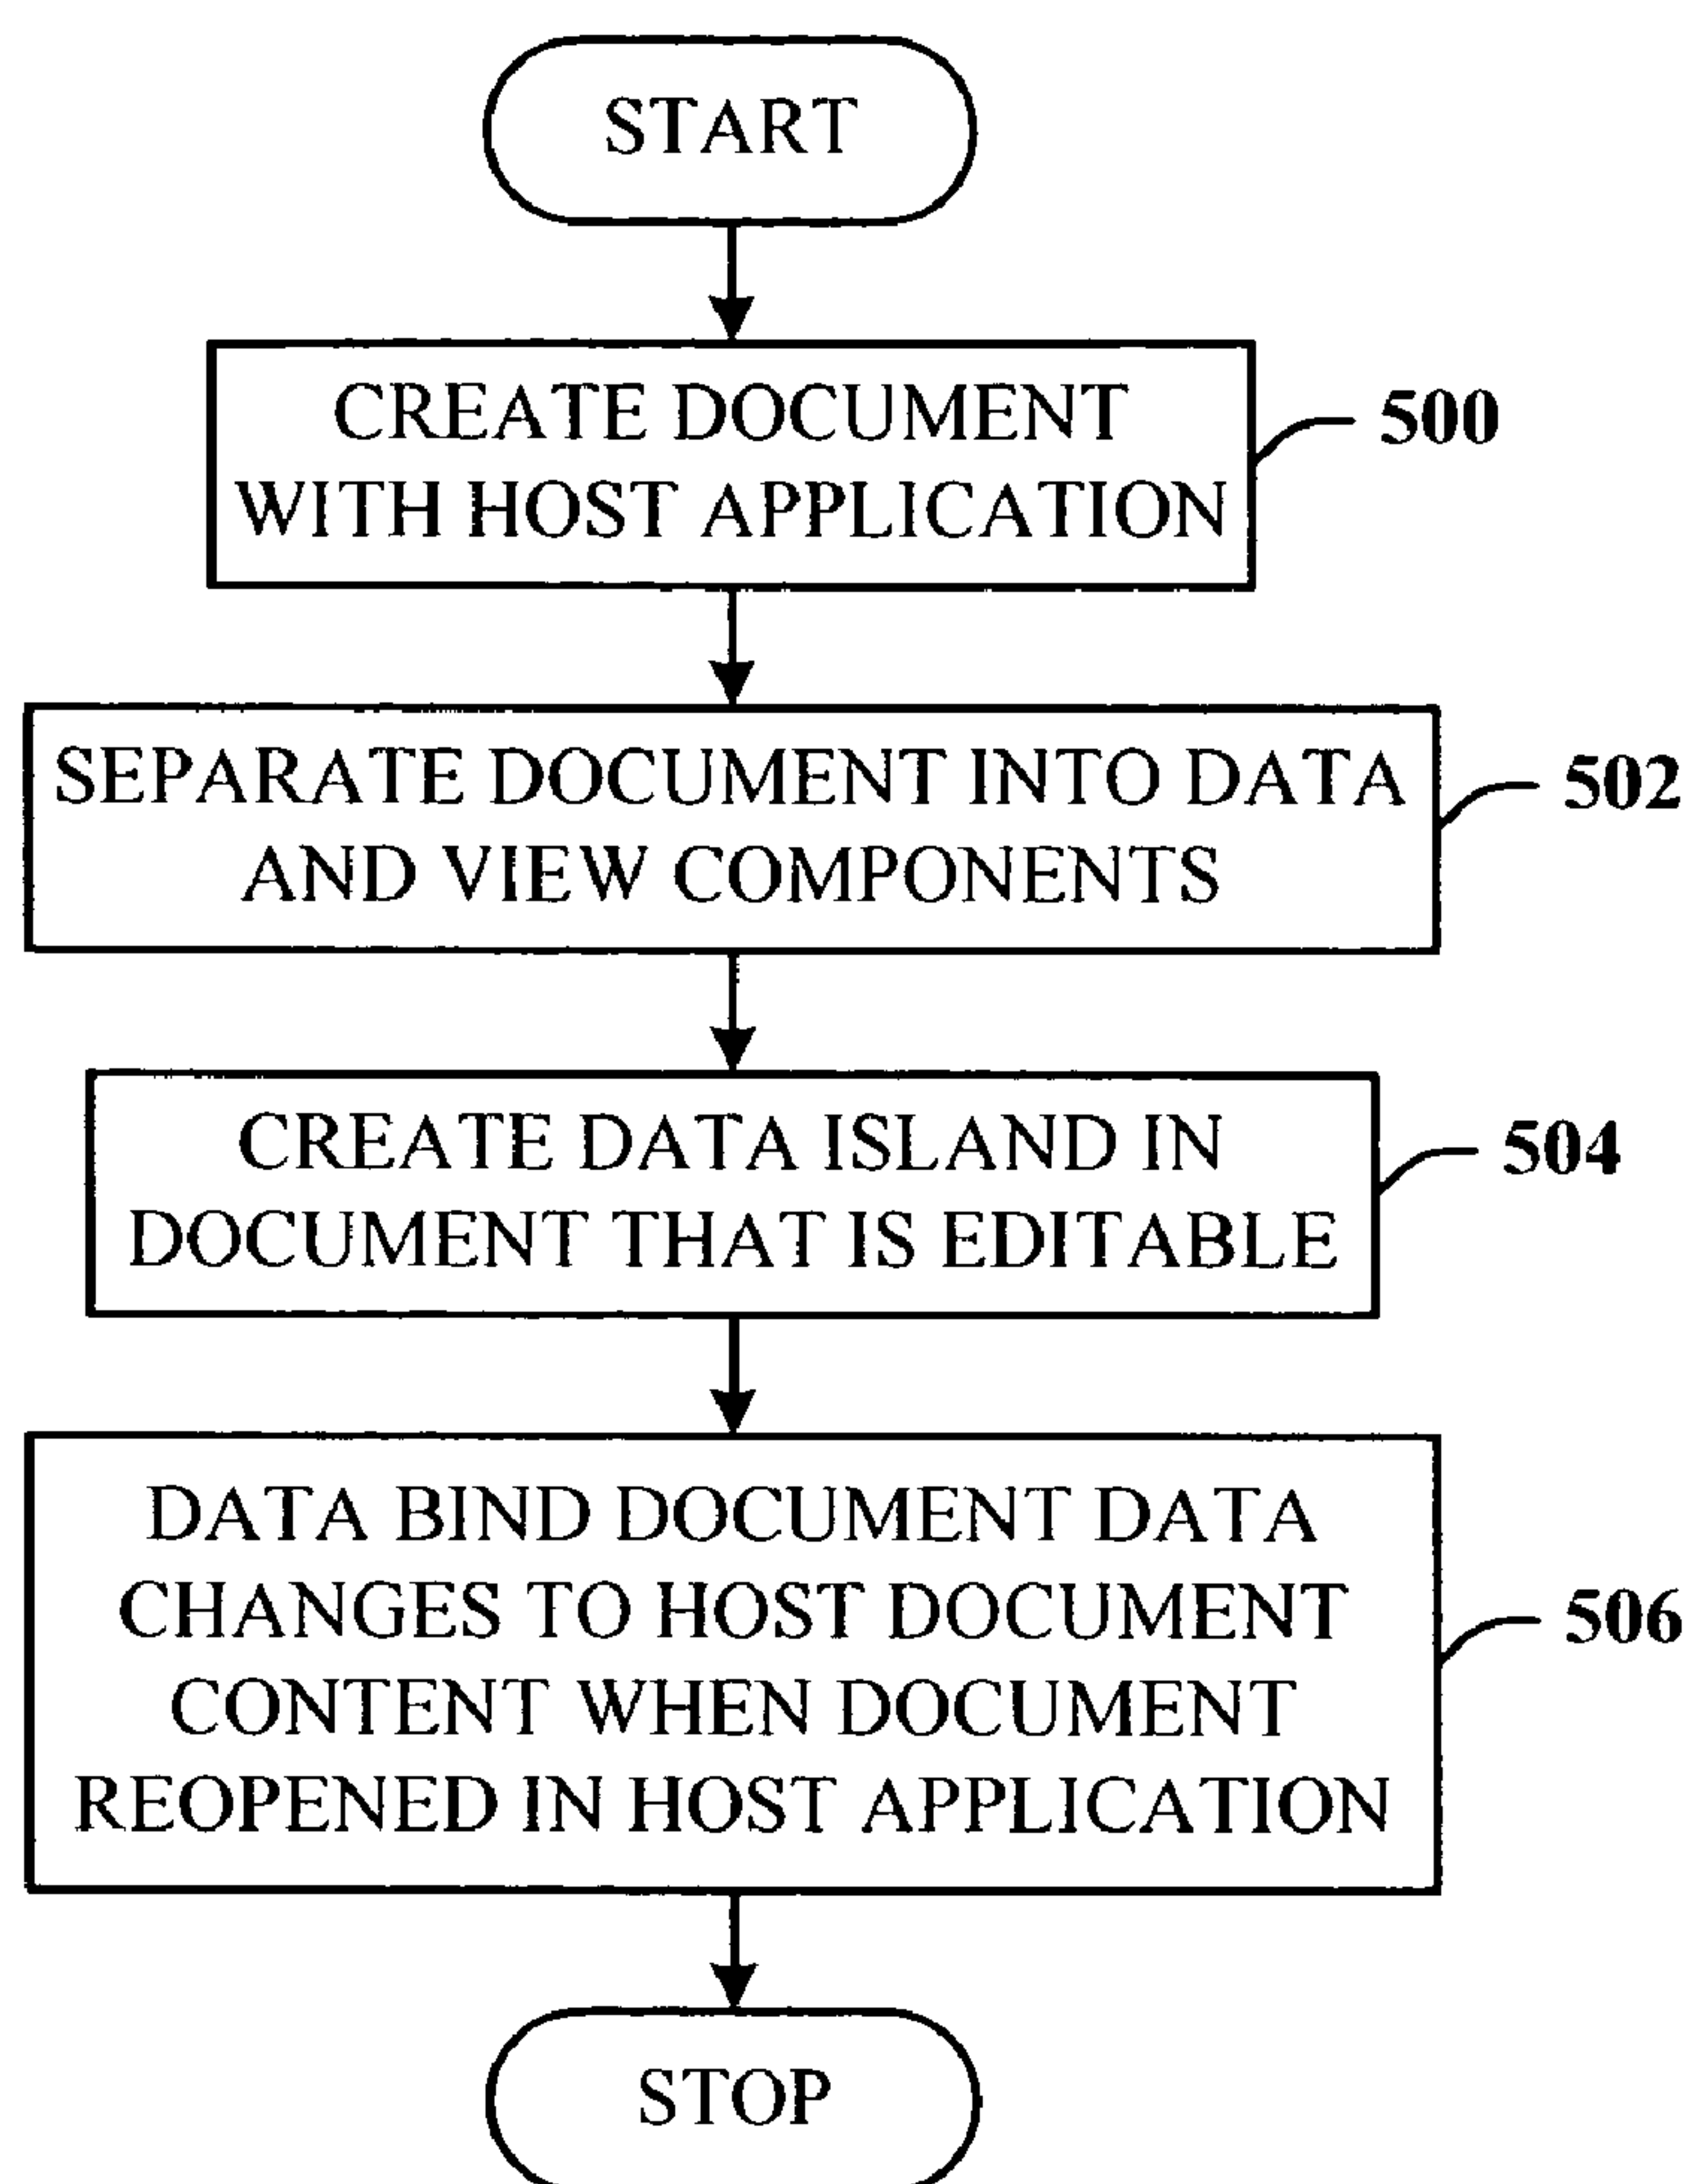 START
CREATE DOCUMENT
WITH HOST APPLICATION
500
SEPARATE DOCUMENT INTO DATA
AND VIEW COMPONENTS
502
CREATE DATA ISLAND IN
DOCUMENT THAT IS EDITABLE
504
DATA BIND DOCUMENT DATA
CHANGES TO HOST DOCUMENT
CONTENT WHEN DOCUMENT
REOPENED IN HOST APPLICATION
506
STOP